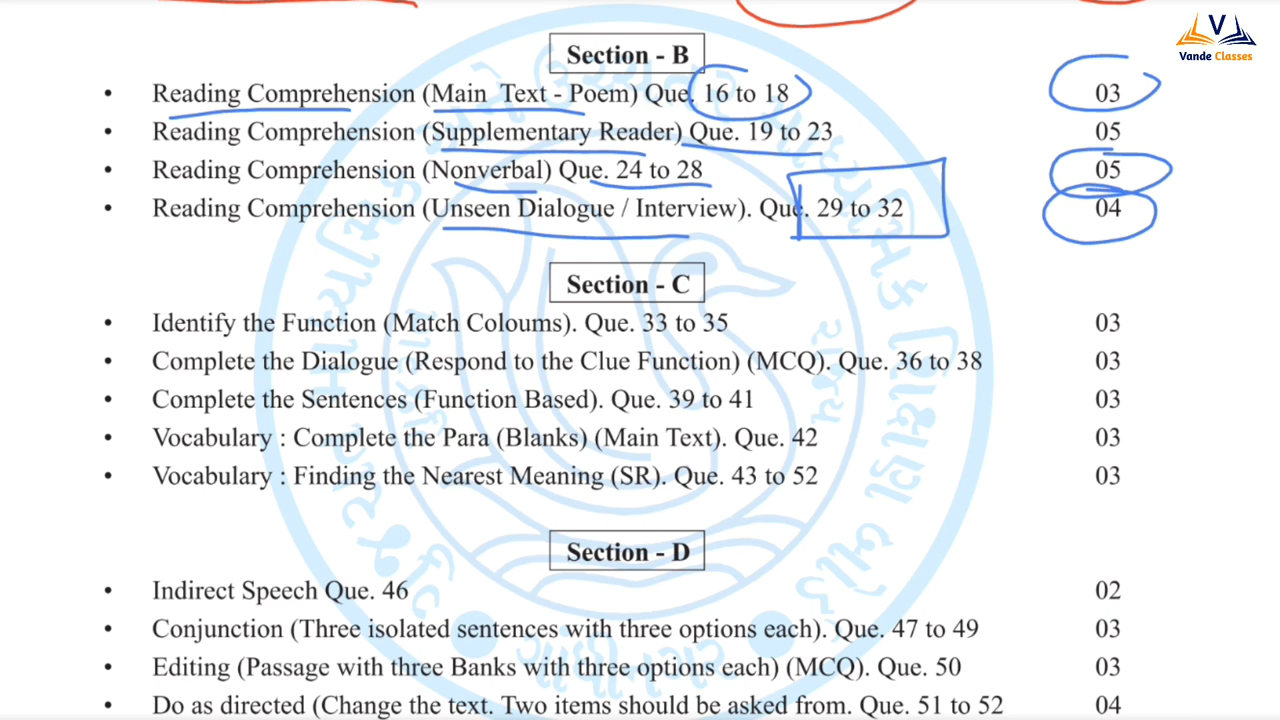 V
Vande Classes
Section - B
• Reading Comprehension (Main Text - Poem) Que. 16 to 18 03
• Reading Comprehension (Supplementary Reader) Que. 19 to 23 05
• Reading Comprehension (Nonverbal) Que. 24 to 28 05
• Reading Comprehension (Unseen Dialogue / Interview). Que. 29 to 32 04
Section - C
• Identify the Function (Match Coloums). Que. 33 to 35 03
• Complete the Dialogue (Respond to the Clue Function) (MCQ). Que. 36 to 38 03
• Complete the Sentences (Function Based). Que. 39 to 41 03
• Vocabulary : Complete the Para (Blanks) (Main Text). Que. 42 03
• Vocabulary : Finding the Nearest Meaning (SR). Que. 43 to 52 03
Section - D
• Indirect Speech Que. 46 02
• Conjunction (Three isolated sentences with three options each). Que. 47 to 49 03
• Editing (Passage with three Banks with three options each) (MCQ). Que. 50 03
• Do as directed (Change the text. Two items should be asked from. Que. 51 to 52 04